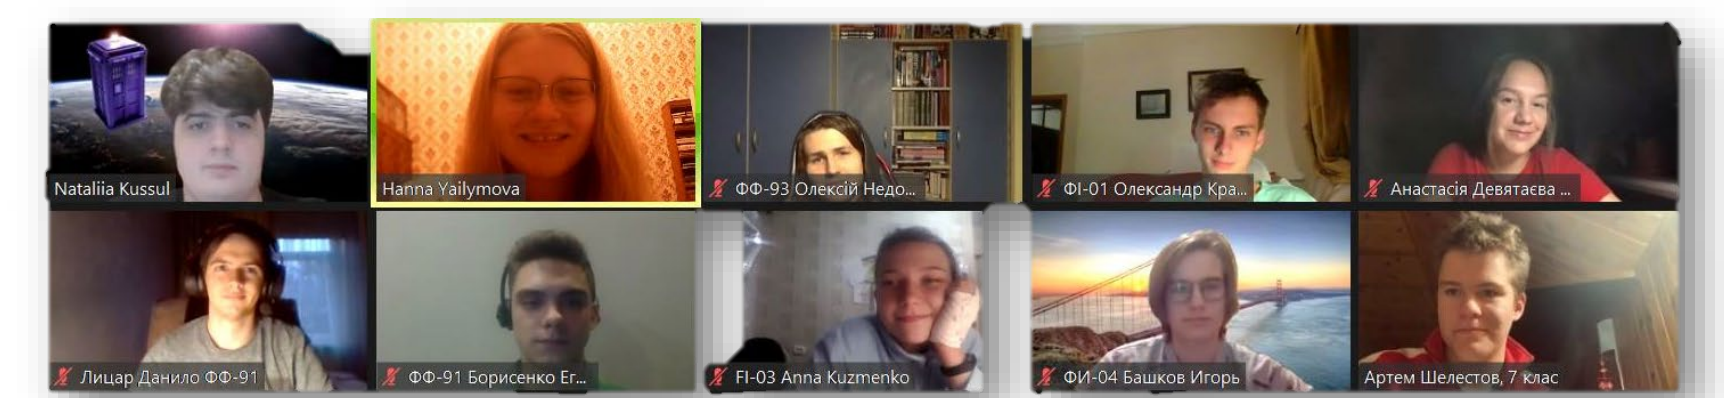 Nataliia Kussul
Hanna Yailymova
ФФ-93 Олексій Недо...
ФІ-01 Олександр Кра...
Анастасія Девятаєва ...
Лицар Данило ФФ-91
ФФ-91 Борисенко Ег...
FI-03 Anna Kuzmenko
ФИ-04 Башков Игорь
Артем Шелестов, 7 клас